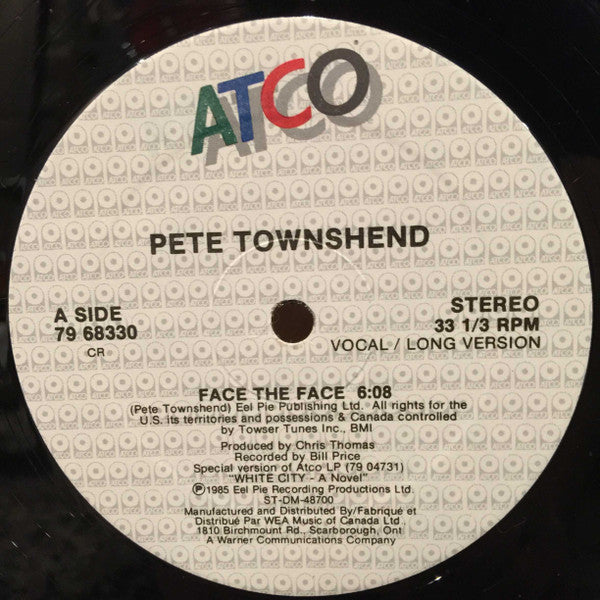 ATCO
PETE TOWNSHEND
A SIDE
79 68330
CR
STEREO
33 1/3 RPM
VOCAL / LONG VERSION
FACE THE FACE 6:08
(Pete Townshend) Eel Pie Publishing Ltd. All rights for the
U.S. its territories and possessions & Canada controlled
by Towser Tunes Inc., BMI
Produced by Chris Thomas
Recorded by Bill Price
Special version of Atco LP (79 04731)
"WHITE CITY - A Novel"
Ⓟ1985 Eel Pie Recording Productions Ltd.
ST-DM-48700
Manufactured and Distributed By/Fabriqué et
Distribué Par WEA Music of Canada Ltd.
1810 Birchmount Rd., Scarborough, Ont
A Warner Communications Company